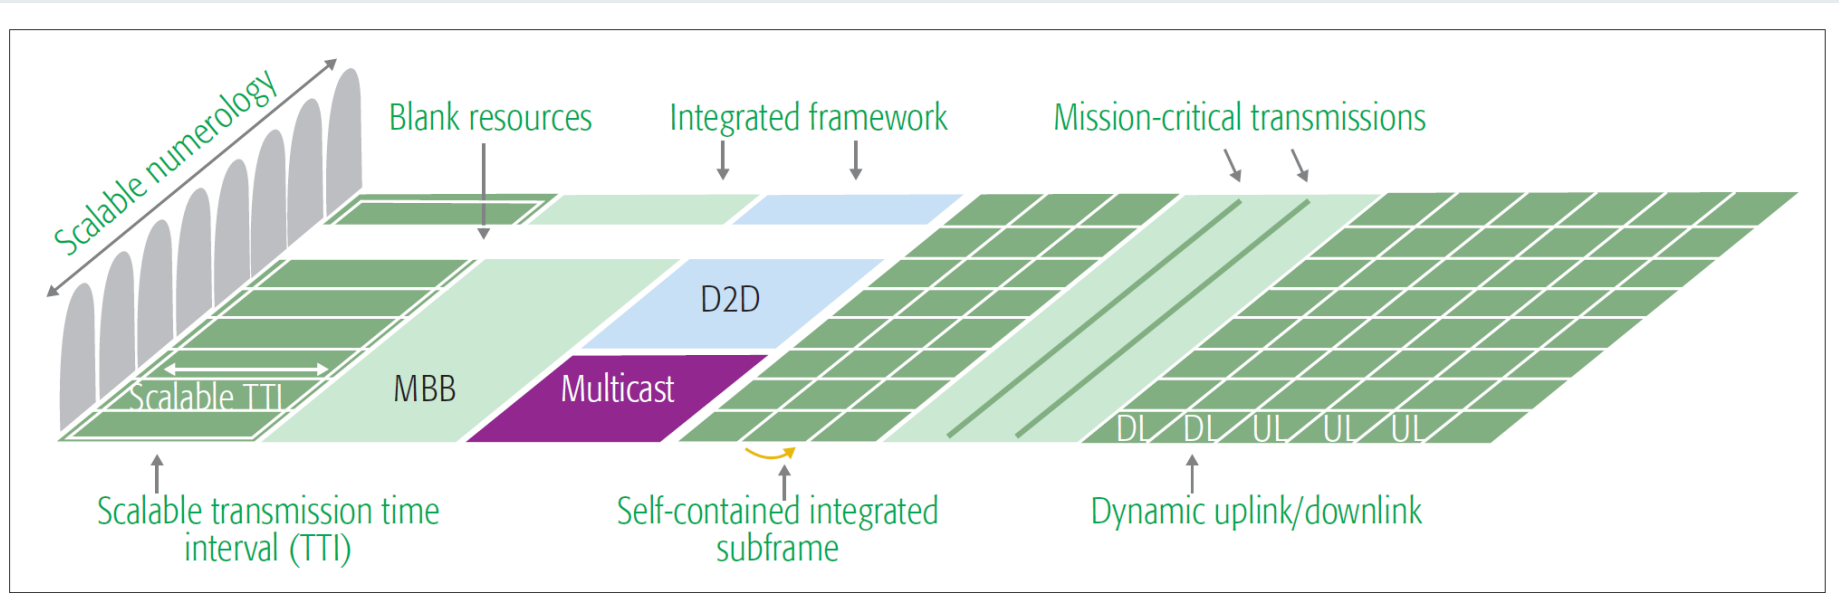 Scalable numerology
Blank resources
Integrated framework
Mission-critical transmissions
D2D
MBB
Multicast
Scalable TTI
DL DL UL UL UL
Scalable transmission time
interval (TTI)
Self-contained integrated
subframe
Dynamic uplink/downlink